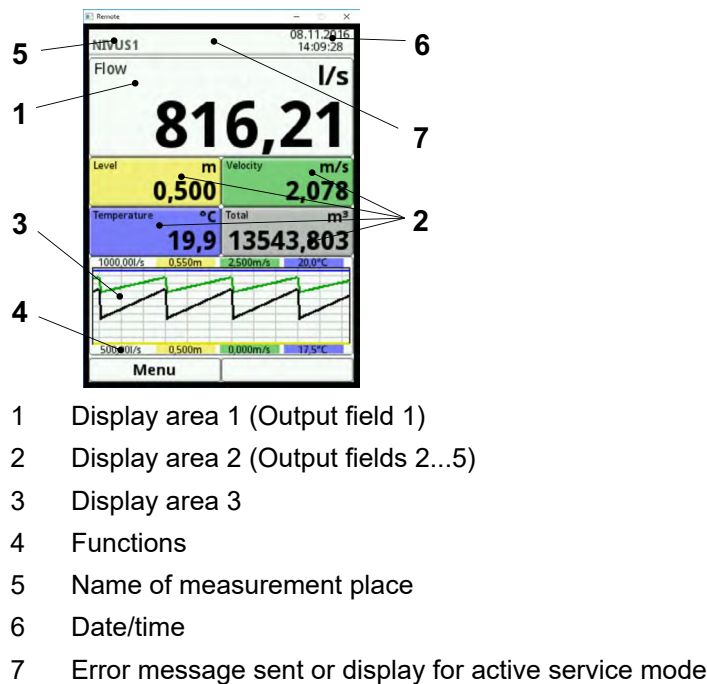 Remote
NIVUS1
08.11.2016
14:09:28
5
6
Flow
l/s
1
816,21
7
Level
m
0,500
Velocity
m/s
2,078
2
3
Temperature
°C
19,9
Total
m³
13543,803
1000,00l/s 0,550m 2,500m/s 20,0°C
4
500,00l/s 0,500m 0,000m/s 17,5°C
Menu
1 Display area 1 (Output field 1)
2 Display area 2 (Output fields 2...5)
3 Display area 3
4 Functions
5 Name of measurement place
6 Date/time
7 Error message sent or display for active service mode